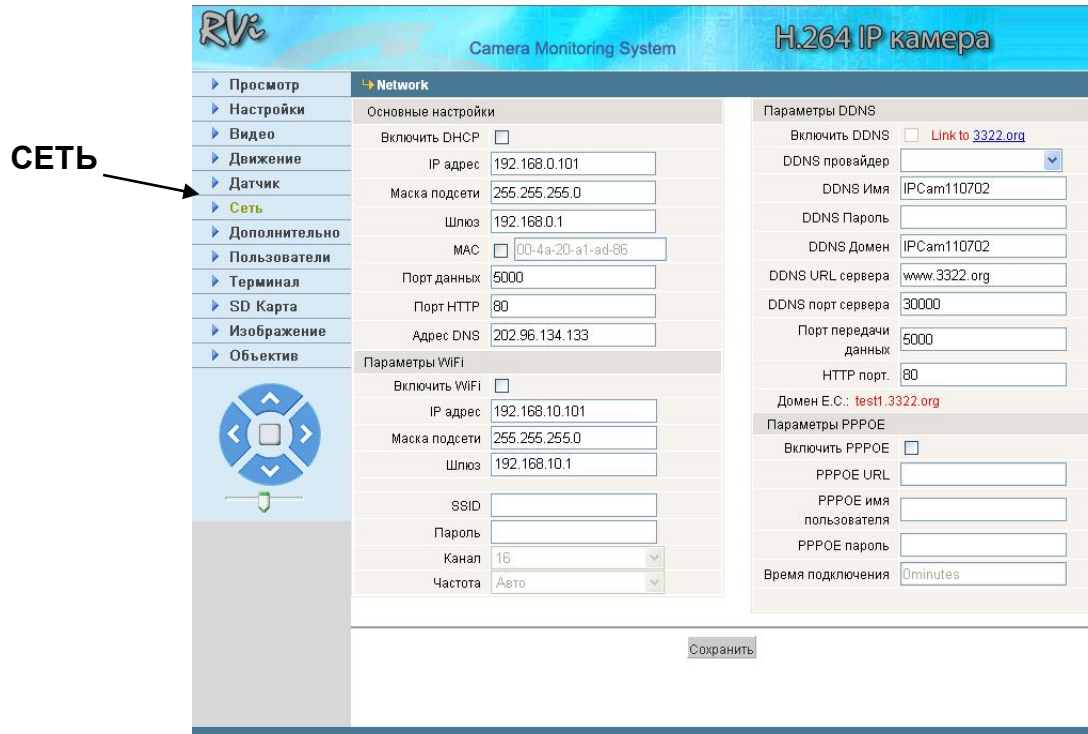 RVi
Camera Monitoring System
H.264 IP камера
СЕТЬ
Просмотр
Настройки
Видео
Движение
Датчик
Сеть
Дополнительно
Пользователи
Терминал
SD Карта
Изображение
Объектив
Network
Основные настройки
Включить DHCP
IP адрес 192.168.0.101
Маска подсети 255.255.255.0
Шлюз 192.168.0.1
MAC 00-4a-20-a1-ad-86
Порт данных 5000
Порт HTTP 80
Адрес DNS 202.96.134.133
Параметры WiFi
Включить WiFi
IP адрес 192.168.10.101
Маска подсети 255.255.255.0
Шлюз 192.168.10.1
SSID
Пароль
Канал 16
Частота Авто
Параметры DDNS
Включить DDNS Link to 3322.org
DDNS провайдер
DDNS Имя IPCam110702
DDNS Пароль
DDNS Домен IPCam110702
DDNS URL сервера www.3322.org
DDNS порт сервера 30000
Порт передачи
данных 5000
HTTP порт. 80
Домен Е.С.: test1.3322.org
Параметры PPPOE
Включить PPPOE
PPPOE URL
PPPOE имя
пользователя
PPPOE пароль
Время подключения 0minutes
Сохранить